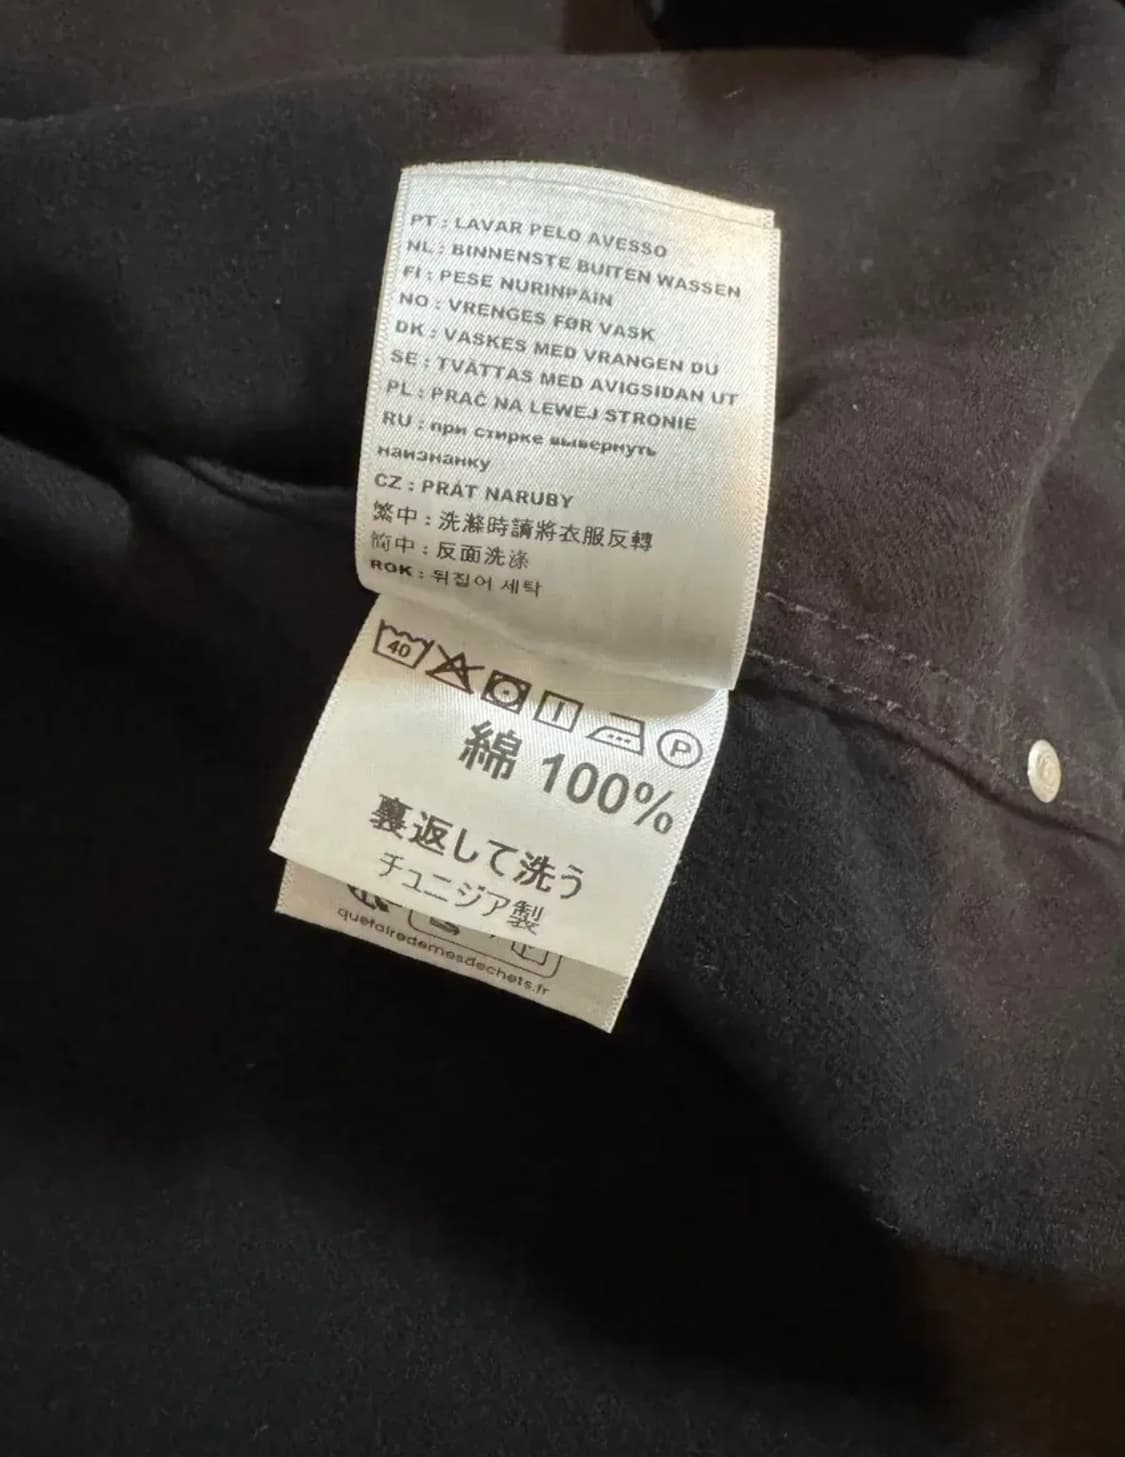 PT : LAVAR PELO AVESSO
NL : BINNENSTE BUITEN WASSEN
FI : PESE NURINPÄIN
NO : VRENGES FØR VASK
DK : VASKES MED VRANGEN DU
SE : TVÄTTAS MED AVIGSIDAN UT
PL : PRAĆ NA LEWEJ STRONIE
RU : при стирке вывернуть
наизнанку
CZ : PRÁT NARUBY
繁中 : 洗滌時請將衣服反轉
简中 : 反面洗涤
ROK : 뒤집어 세탁
40
P
綿 100%
裏返して洗う
チュニジア製
quefairedemesdechets.fr